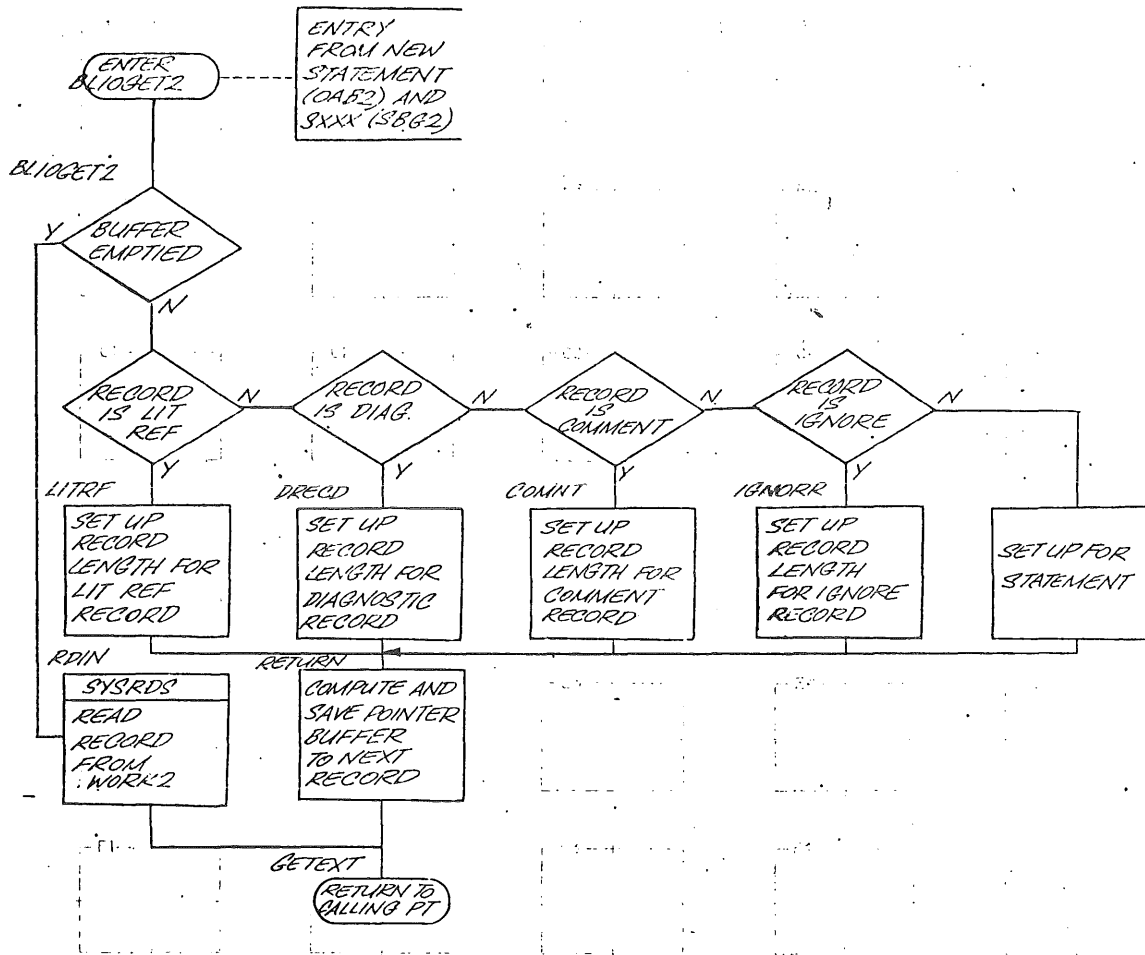 ENTER
BLIOGET2
ENTRY
FROM NEW
STATEMENT
(OAB2) AND
SXXX (SBG2)
BLIOGET2
Y
BUFFER
EMPTIED
N
RECORD
IS LIT
REF
N
RECORD
IS DIAG.
N
RECORD
IS
COMMENT
N
RECORD
IS
IGNORE
N
Y
Y
Y
Y
LITRF
SET UP
RECORD
LENGTH FOR
LIT REF
RECORD
DRECD
SET UP
RECORD
LENGTH FOR
DIAGNOSTIC
RECORD
COMNT
SET UP
RECORD
LENGTH FOR
COMMENT
RECORD
IGNORR
SET UP
RECORD
LENGTH
FOR IGNORE
RECORD
SET UP FOR
STATEMENT
RDIN
SYSRDS
READ
RECORD
FROM
WORK2
RETURN
COMPUTE AND
SAVE POINTER
BUFFER
TO NEXT
RECORD
GETEXT
RETURN TO
CALLING PT